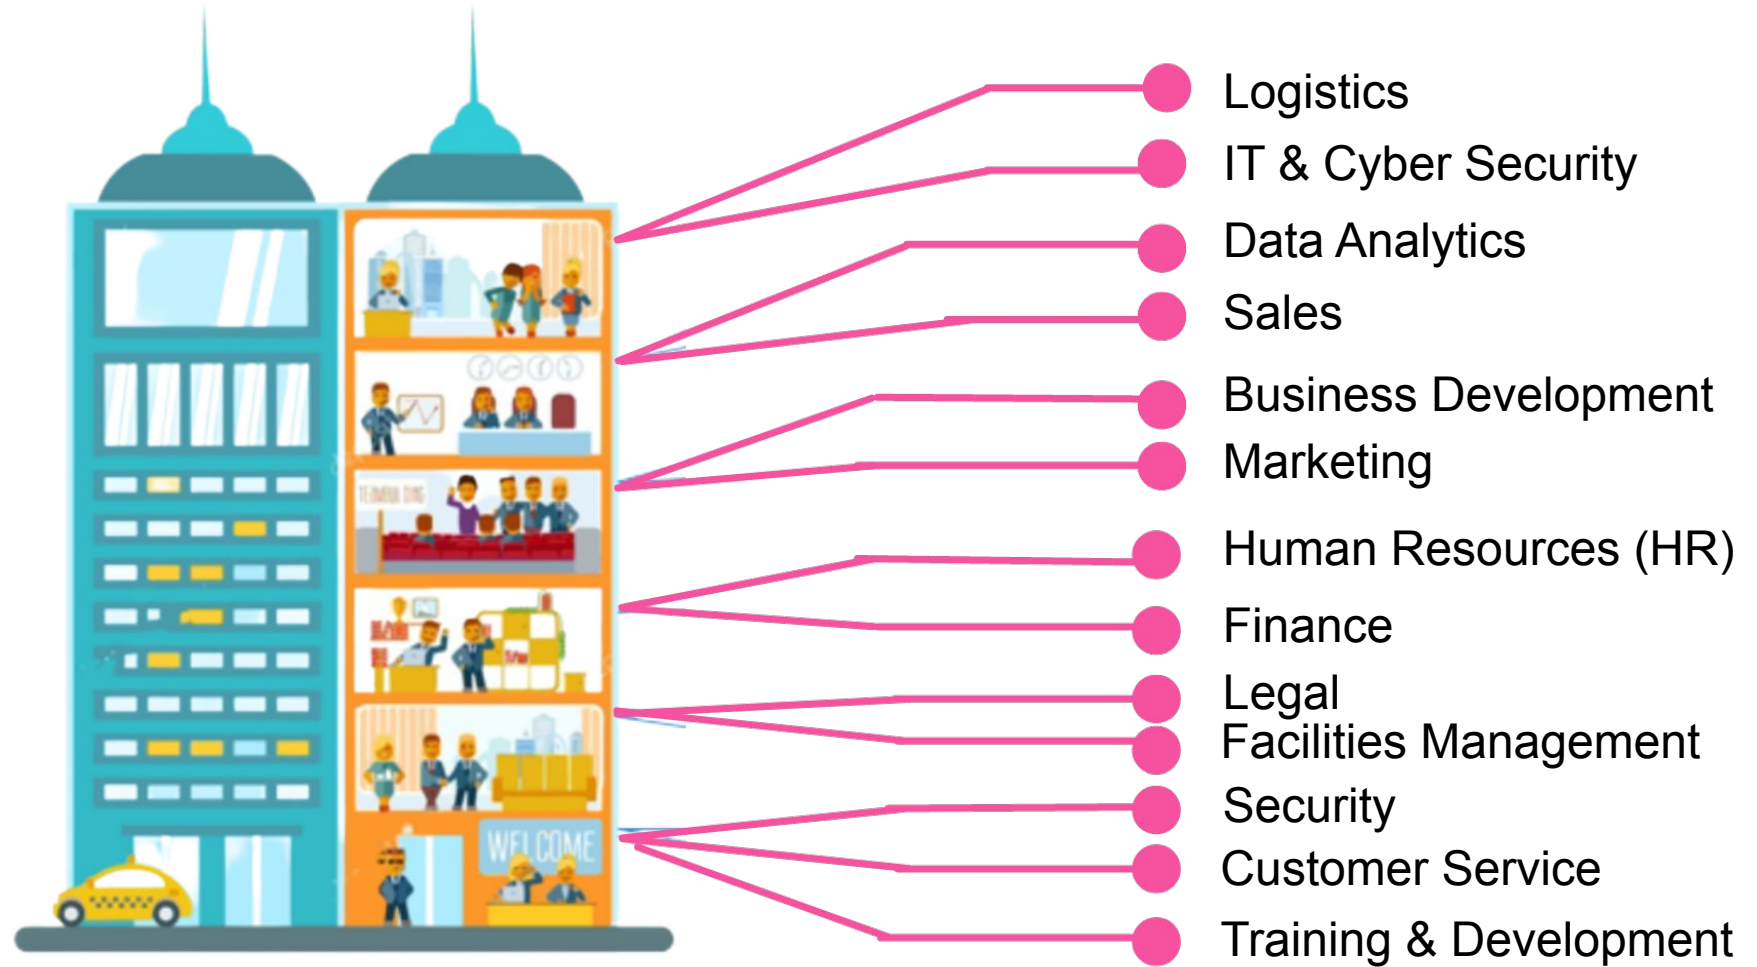 Logistics
IT & Cyber Security
Data Analytics
Sales
Business Development
Marketing
TEAMBUILDING
Human Resources (HR)
Finance
Legal
Facilities Management
Security
WELCOME
Customer Service
Training & Development